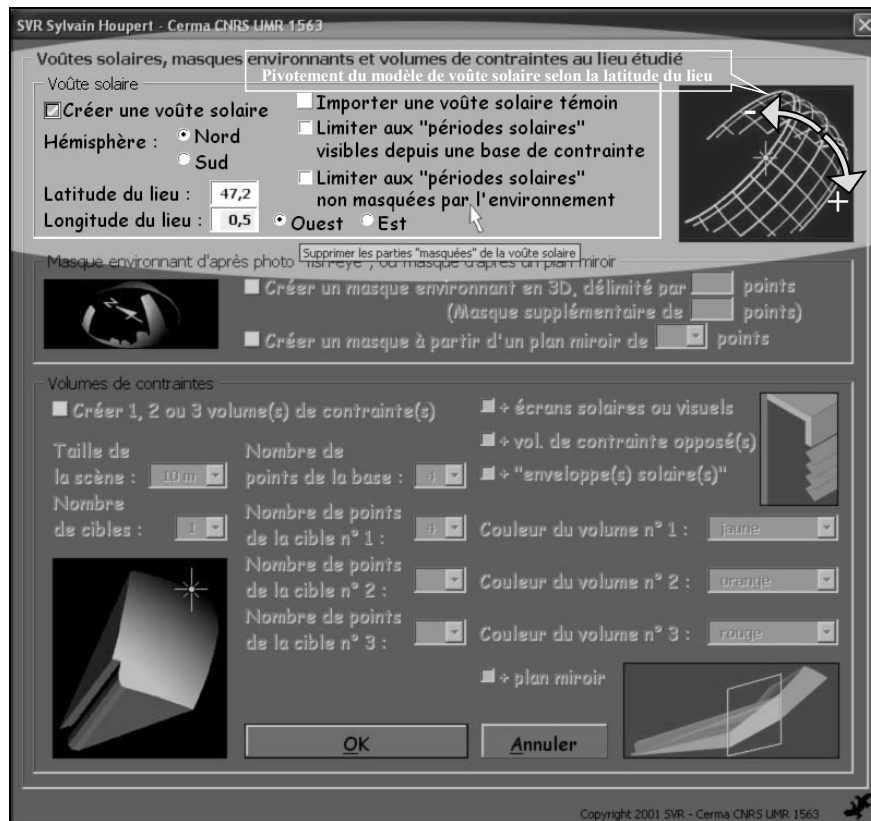 SVR Sylvain Houpert - Cerma CNRS UMR 1563
Voûtes solaires, masques environnants et volumes de contraintes au lieu étudié
Pivotement du modèle de voûte solaire selon la latitude du lieu
Voûte solaire
Créer une voûte solaire
Hémisphère :
Nord
Sud
Latitude du lieu :
47,2
Longitude du lieu :
0,5
Ouest
Est
Importer une voûte solaire témoin
Limiter aux "périodes solaires"
visibles depuis une base de contrainte
Limiter aux "périodes solaires"
non masquées par l'environnement
-
+
Supprimer les parties "masquées" de la voûte solaire
Masque environnant d'après photo "fish-eye", ou masque d'après un plan miroir
N
Créer un masque environnant en 3D, délimité par
points
(Masque supplémentaire de
points)
Créer un masque à partir d'un plan miroir de
points
Volumes de contraintes
Créer 1, 2 ou 3 volume(s) de contrainte(s)
+ écrans solaires ou visuels
+ vol. de contrainte opposé(s)
+ "enveloppe(s) solaire(s)"
Taille de
la scène :
10 m
Nombre de
points de la base :
4
Nombre
de cibles :
1
Nombre de points
de la cible n° 1 :
4
Couleur du volume n° 1 :
jaune
Nombre de points
de la cible n° 2 :
Couleur du volume n° 2 :
orange
Nombre de points
de la cible n° 3 :
Couleur du volume n° 3 :
rouge
+ plan miroir
OK
Annuler
Copyright 2001 SVR - Cerma CNRS UMR 1563